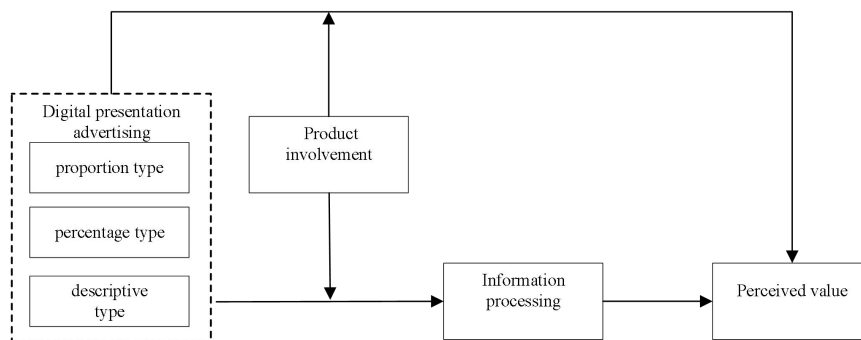 Digital presentation
advertising
proportion type
percentage type
descriptive
type
Product
involvement
Information
processing
Perceived value